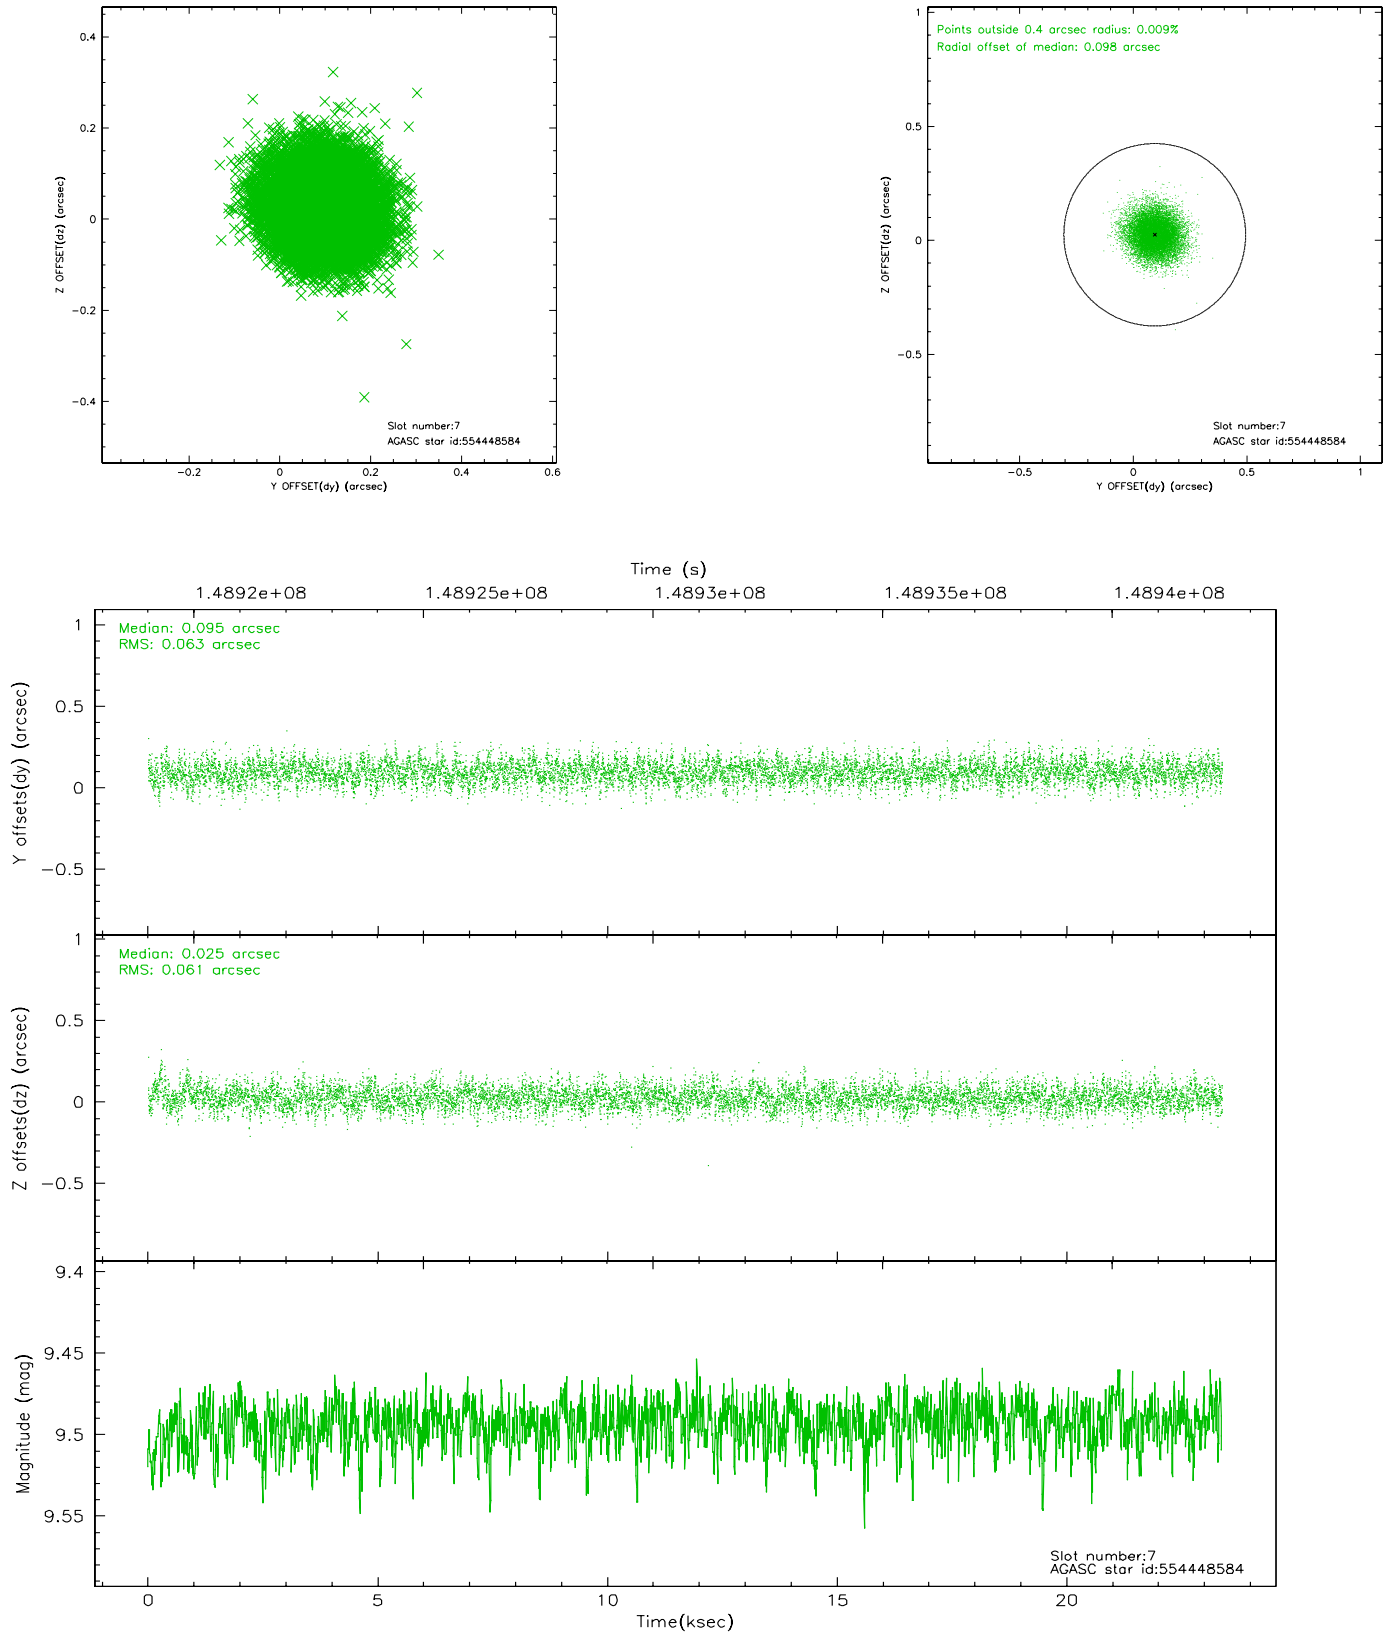 0.4
0.2
0
−0.2
−0.4
Z OFFSET(dz) (arcsec)
Slot number:7
AGASC star id:554448584
−0.2 0 0.2 0.4 0.6
Y OFFSET(dy) (arcsec)
Points outside 0.4 arcsec radius: 0.009%
Radial offset of median: 0.098 arcsec
1
0.5
0
−0.5
Z OFFSET(dz) (arcsec)
Slot number:7
AGASC star id:554448584
−0.5 0 0.5 1
Y OFFSET(dy) (arcsec)
Time (s)
1.4892e+08 1.48925e+08 1.4893e+08 1.48935e+08 1.4894e+08
Median: 0.095 arcsec
RMS: 0.063 arcsec
1
0.5
0
−0.5
Y offsets(dy) (arcsec)
Median: 0.025 arcsec
RMS: 0.061 arcsec
1
0.5
0
−0.5
Z offsets(dz) (arcsec)
9.4
9.45
9.5
9.55
Magnitude (mag)
Slot number:7
AGASC star id:554448584
0 5 10 15 20
Time(ksec)